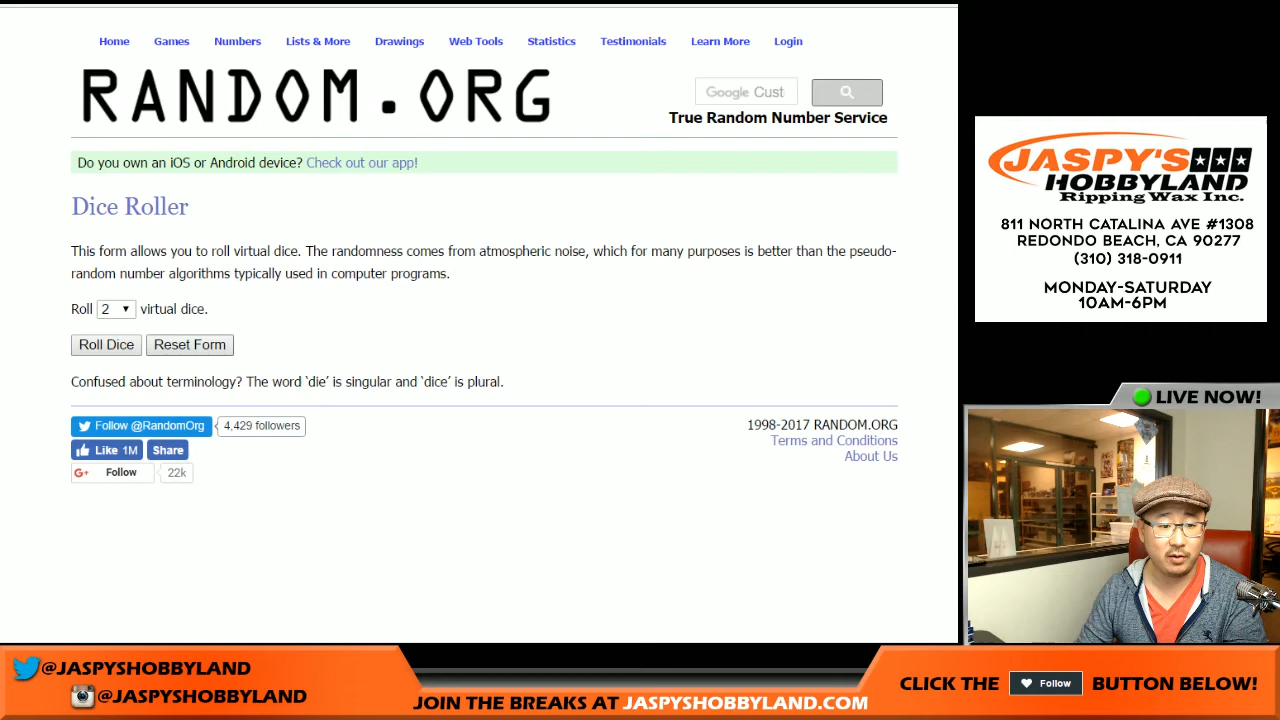 Home Games Numbers Lists & More Drawings Web Tools Statistics Testimonials Learn More Login
RANDOM.ORG
Google Cust
True Random Number Service
Do you own an iOS or Android device? Check out our app!
Dice Roller
This form allows you to roll virtual dice. The randomness comes from atmospheric noise, which for many purposes is better than the pseudo-
random number algorithms typically used in computer programs.
Roll 2 virtual dice.
Roll Dice Reset Form
Confused about terminology? The word ‘die’ is singular and ‘dice’ is plural.
Follow @RandomOrg 4,429 followers
Like 1M Share
G+ Follow 22k
1998-2017 RANDOM.ORG
Terms and Conditions
About Us
JASPY'S
HOBBYLAND
Ripping Wax Inc.
811 NORTH CATALINA AVE #1308
REDONDO BEACH, CA 90277
(310) 318-0911
MONDAY-SATURDAY
10AM-6PM
LIVE NOW!
@JASPYSHOBBYLAND
@JASPYSHOBBYLAND
JOIN THE BREAKS AT JASPYSHOBBYLAND.COM
CLICK THE Follow BUTTON BELOW!